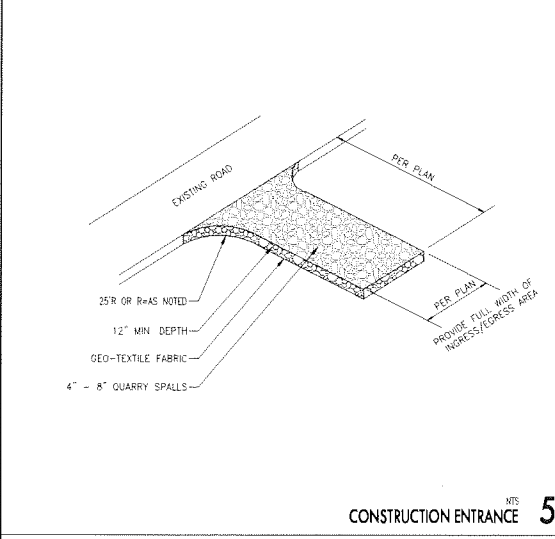 EXISTING ROAD
PER PLAN
25'R OR R=AS NOTED
12" MIN DEPTH
GEO-TEXTILE FABRIC
4" - 8" QUARRY SPALLS
PER PLAN
PROVIDE FULL WIDTH OF
INGRESS/EGRESS AREA
NTS
CONSTRUCTION ENTRANCE 5